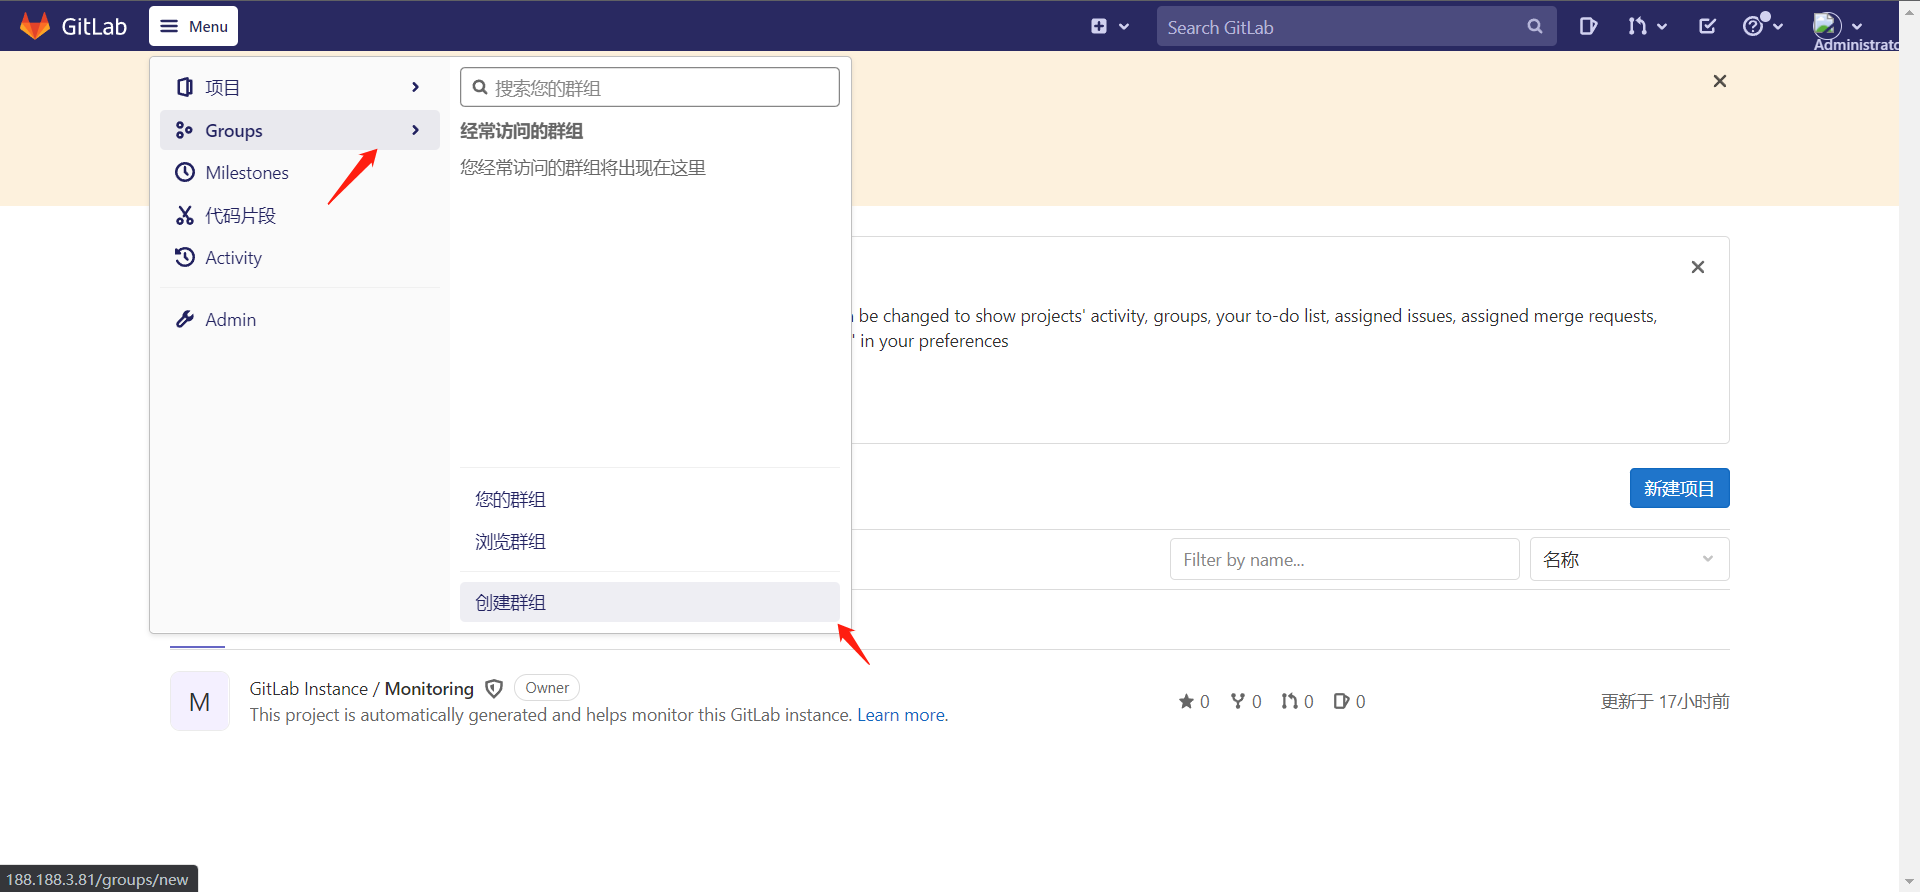 GitLab
Menu
Search GitLab
Administrato
项目
Groups
Milestones
代码片段
Activity
Admin
搜索您的群组
经常访问的群组
您经常访问的群组将出现在这里
您的群组
浏览群组
创建群组
be changed to show projects' activity, groups, your to-do list, assigned issues, assigned merge requests,
' in your preferences
新建项目
Filter by name...
名称
M
GitLab Instance / Monitoring
Owner
This project is automatically generated and helps monitor this GitLab instance. Learn more.
0 0 0 0
更新于 17小时前
188.188.3.81/groups/new